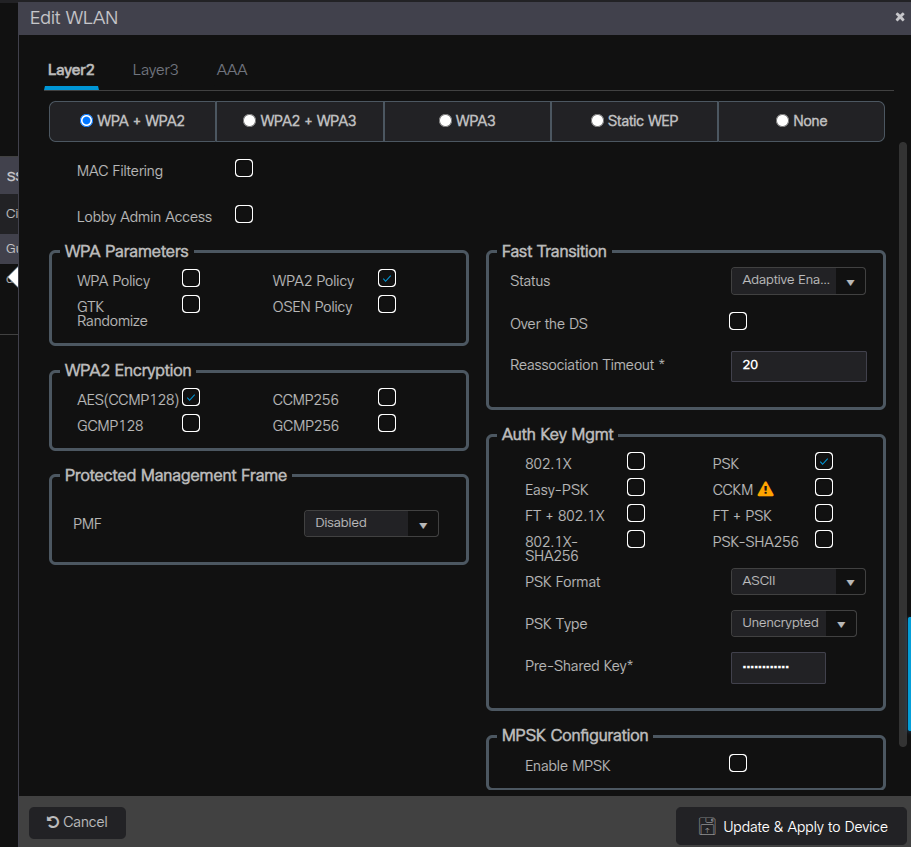 Edit WLAN
Layer2 Layer3 AAA
WPA + WPA2 WPA2 + WPA3 WPA3 Static WEP None
MAC Filtering
Lobby Admin Access
WPA Parameters
WPA Policy WPA2 Policy
GTK Randomize OSEN Policy
WPA2 Encryption
AES(CCMP128) CCMP256
GCMP128 GCMP256
Protected Management Frame
PMF Disabled
Fast Transition
Status Adaptive Ena...
Over the DS
Reassociation Timeout * 20
Auth Key Mgmt
802.1X PSK
Easy-PSK CCKM
FT + 802.1X FT + PSK
802.1X-SHA256 PSK-SHA256
PSK Format ASCII
PSK Type Unencrypted
Pre-Shared Key* ••••••••••••
MPSK Configuration
Enable MPSK
Cancel Update & Apply to Device